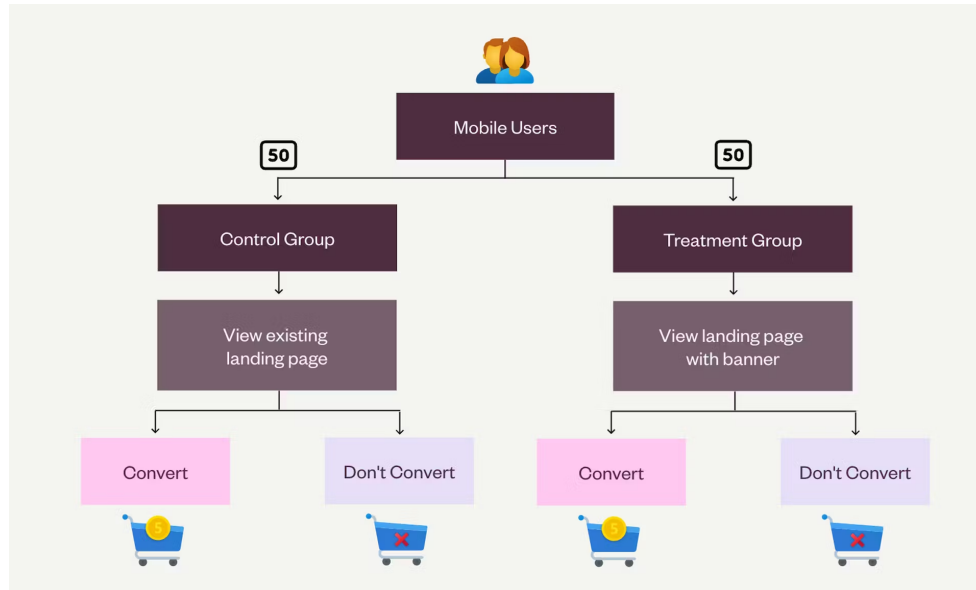 Mobile Users
50
50
Control Group
Treatment Group
View existing
landing page
View landing page
with banner
Convert
Don't Convert
Convert
Don't Convert